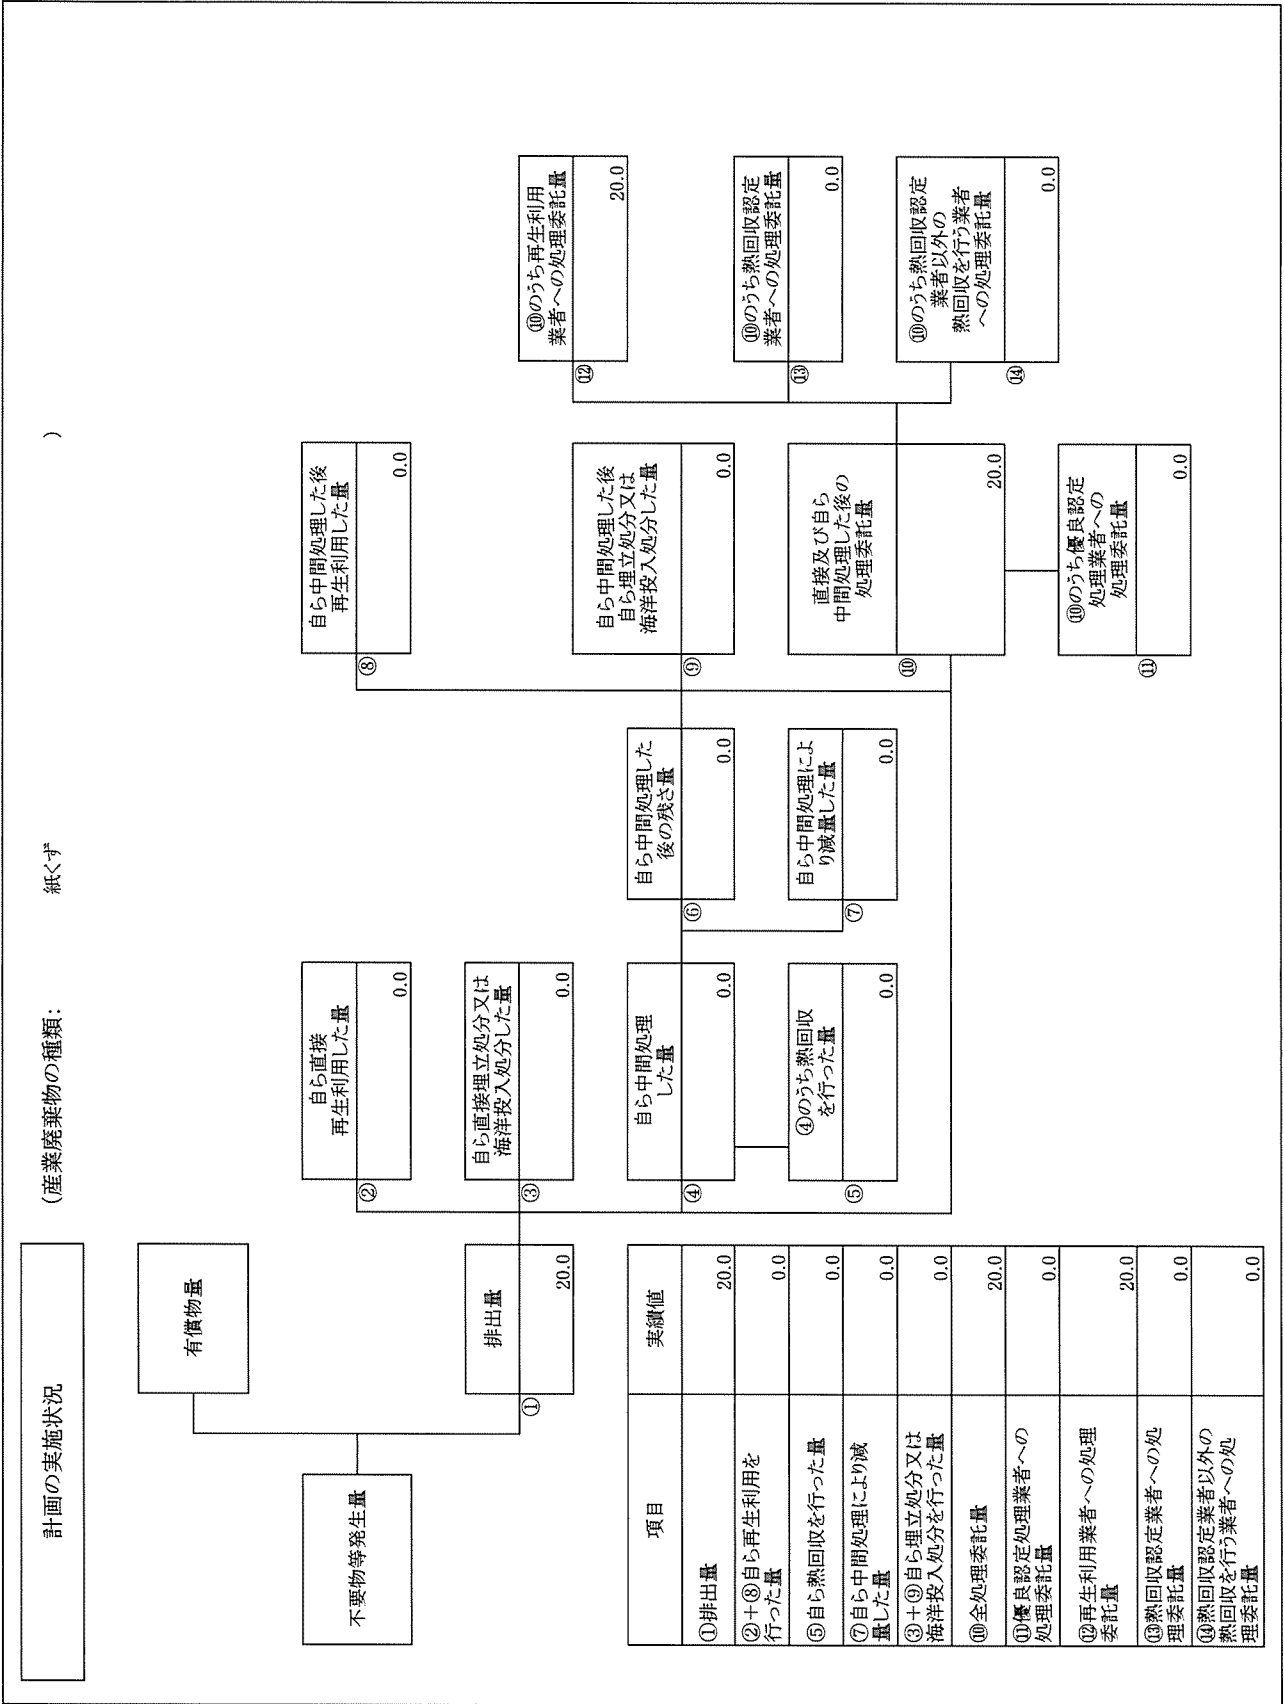 計画の実施状況
(産業廃棄物の種類: 紙くず )
不要物等発生量
有償物量
排出量
①
20.0
自ら直接
再生利用した量
②
0.0
自ら直接埋立処分又は
海洋投入処分した量
③
0.0
自ら中間処理
した量
④
0.0
④のうち熱回収
を行った量
⑤
0.0
自ら中間処理した
後の残さ量
⑥
0.0
自ら中間処理によ
り減量した量
⑦
0.0
自ら中間処理した後
再生利用した量
⑧
0.0
自ら中間処理した後
自ら埋立処分又は
海洋投入処分した量
⑨
0.0
直接及び自ら
中間処理した後の
処理委託量
⑩
20.0
⑩のうち優良認定
処理業者への
処理委託量
⑪
0.0
⑩のうち再生利用
業者への処理委託量
⑫
20.0
⑩のうち熱回収認定
業者への処理委託量
⑬
0.0
⑩のうち熱回収認定
業者以外の
熱回収を行う業者
への処理委託量
⑭
0.0
項目 実績値
①排出量 20.0
②+⑧自ら再生利用を
行った量 0.0
⑤自ら熱回収を行った量 0.0
⑦自ら中間処理により減
量した量 0.0
③+⑨自ら埋立処分又は
海洋投入処分を行った量 0.0
⑩全処理委託量 20.0
⑪優良認定処理業者への
処理委託量 0.0
⑫再生利用業者への処理
委託量 20.0
⑬熱回収認定業者への処
理委託量 0.0
⑭熱回収認定業者以外の
熱回収を行う業者への処
理委託量 0.0